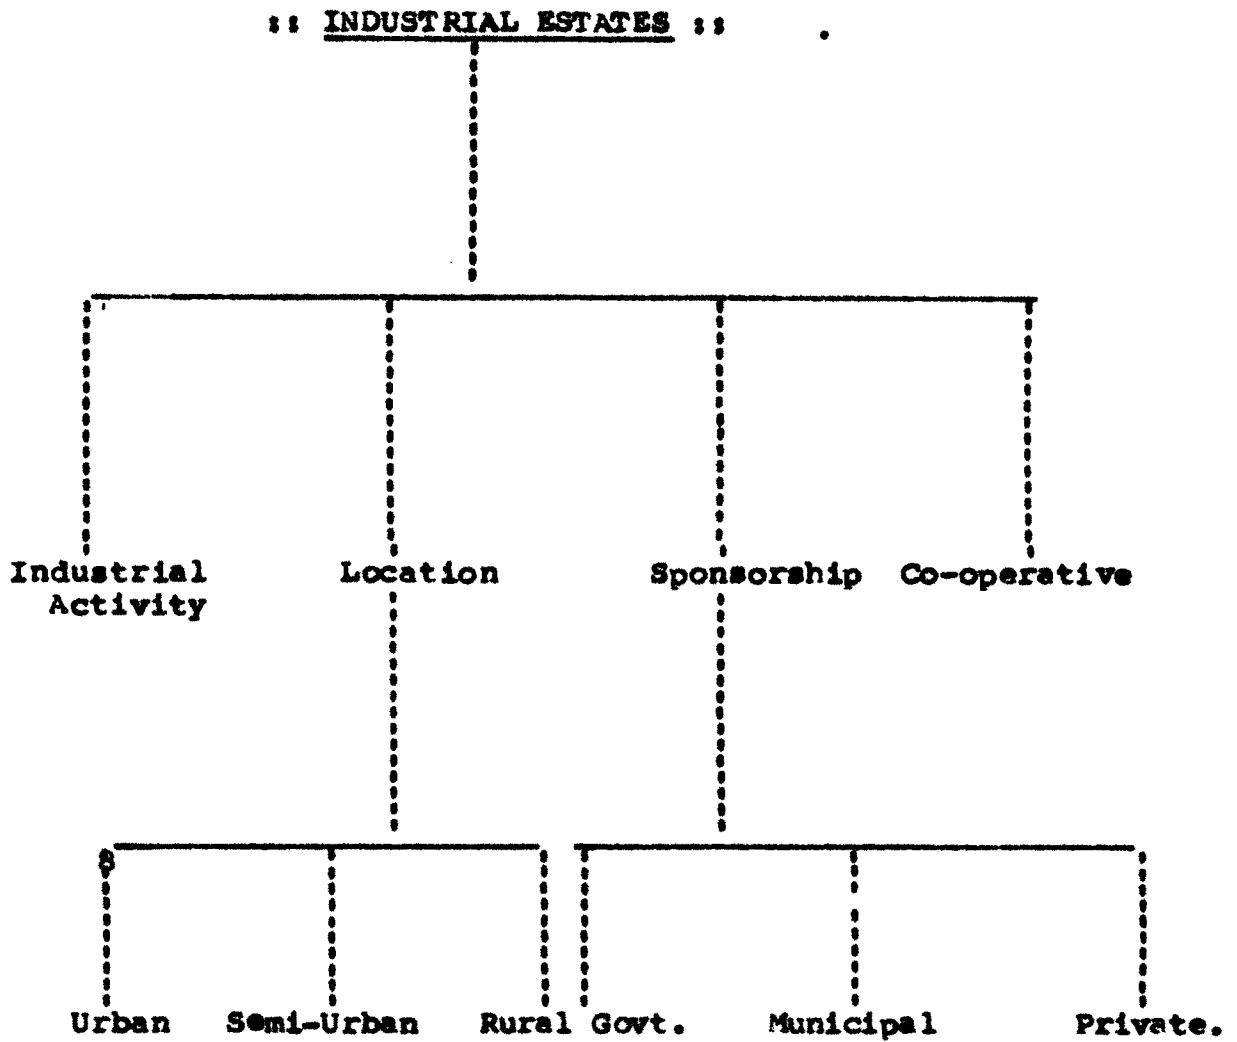 :: INDUSTRIAL ESTATES ::
Industrial Activity
Location
Sponsorship
Co-operative
Urban
Semi-Urban
Rural
Govt.
Municipal
Private.